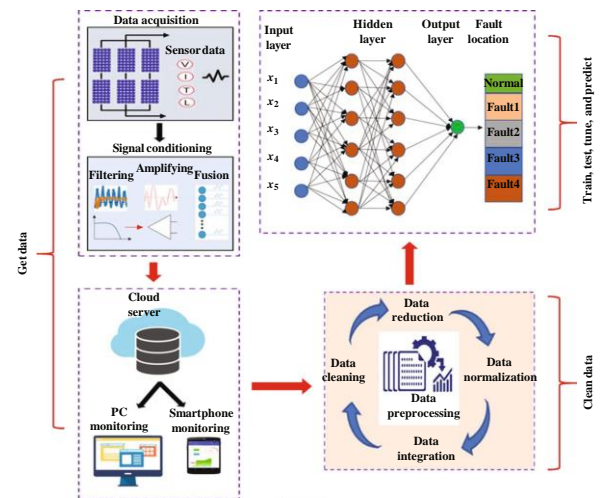 Data acquisition
Sensor data
V
I
T
L
Signal conditioning
Filtering
Amplifying
Fusion
Get data
Cloud
server
PC
monitoring
Smartphone
monitoring
Input
layer
Hidden
layer
Output
layer
Fault
location
x1
x2
x3
x4
x5
Normal
Fault1
Fault2
Fault3
Fault4
Train, test, tune, and predict
Data
reduction
Data
cleaning
Data
normalization
Data
preprocessing
Data
integration
Clean data